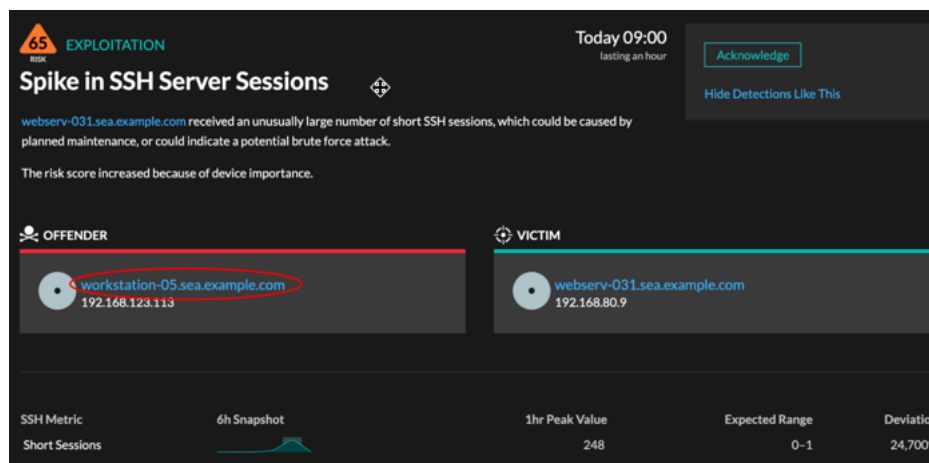 65
RISK
EXPLOITATION
Spike in SSH Server Sessions
webserv-031.sea.example.com received an unusually large number of short SSH sessions, which could be caused by
planned maintenance, or could indicate a potential brute force attack.
The risk score increased because of device importance.
Today 09:00
lasting an hour
Acknowledge
Hide Detections Like This
OFFENDER
workstation-05.sea.example.com
192.168.123.113
VICTIM
webserv-031.sea.example.com
192.168.80.9
SSH Metric 6h Snapshot 1hr Peak Value Expected Range Deviatio
Short Sessions 248 0–1 24,700